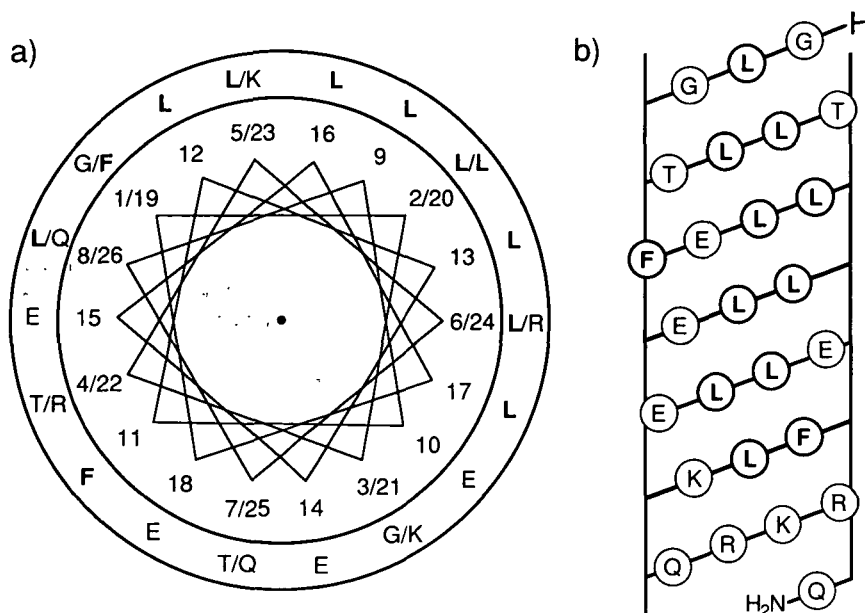 a)
L/K
L
L
L
L/L
G/F
L
L/Q
L/R
E
L
T/R
E
F
G/K
E
E
T/Q
5/23
16
12
9
1/19
2/20
8/26
13
15
6/24
4/22
17
11
10
18
3/21
7/25
14
b)
G L G
T L L T
F E L L
E L L
E L L E
K L F
Q R K R
H₂N Q